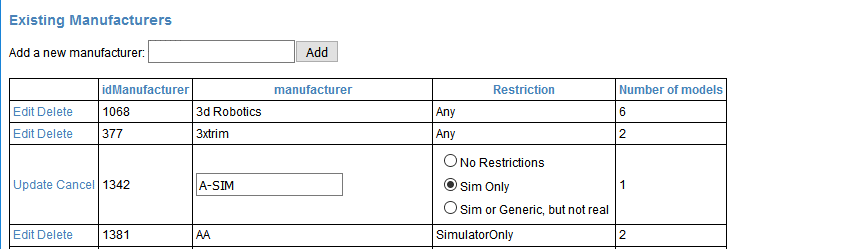 Existing Manufacturers
Add a new manufacturer: Add
idManufacturer manufacturer Restriction Number of models
Edit Delete 1068 3d Robotics Any 6
Edit Delete 377 3xtrim Any 2
No Restrictions
Update Cancel 1342 A-SIM Sim Only 1
Sim or Generic, but not real
Edit Delete 1381 AA SimulatorOnly 2